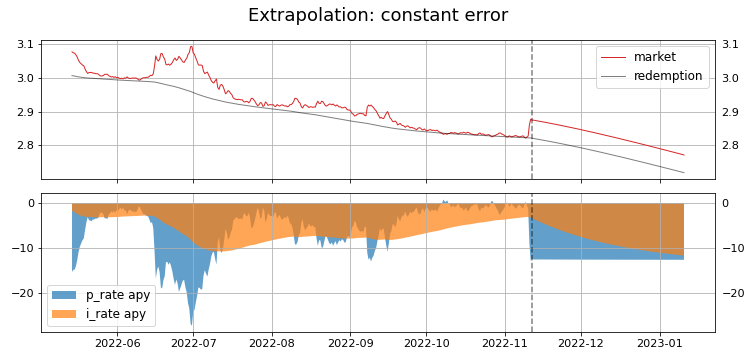 Extrapolation: constant error
3.1
3.0
2.9
2.8
3.1
3.0
2.9
2.8
market
redemption
0
−10
−20
0
−10
−20
p_rate apy
i_rate apy
2022-06 2022-07 2022-08 2022-09 2022-10 2022-11 2022-12 2023-01